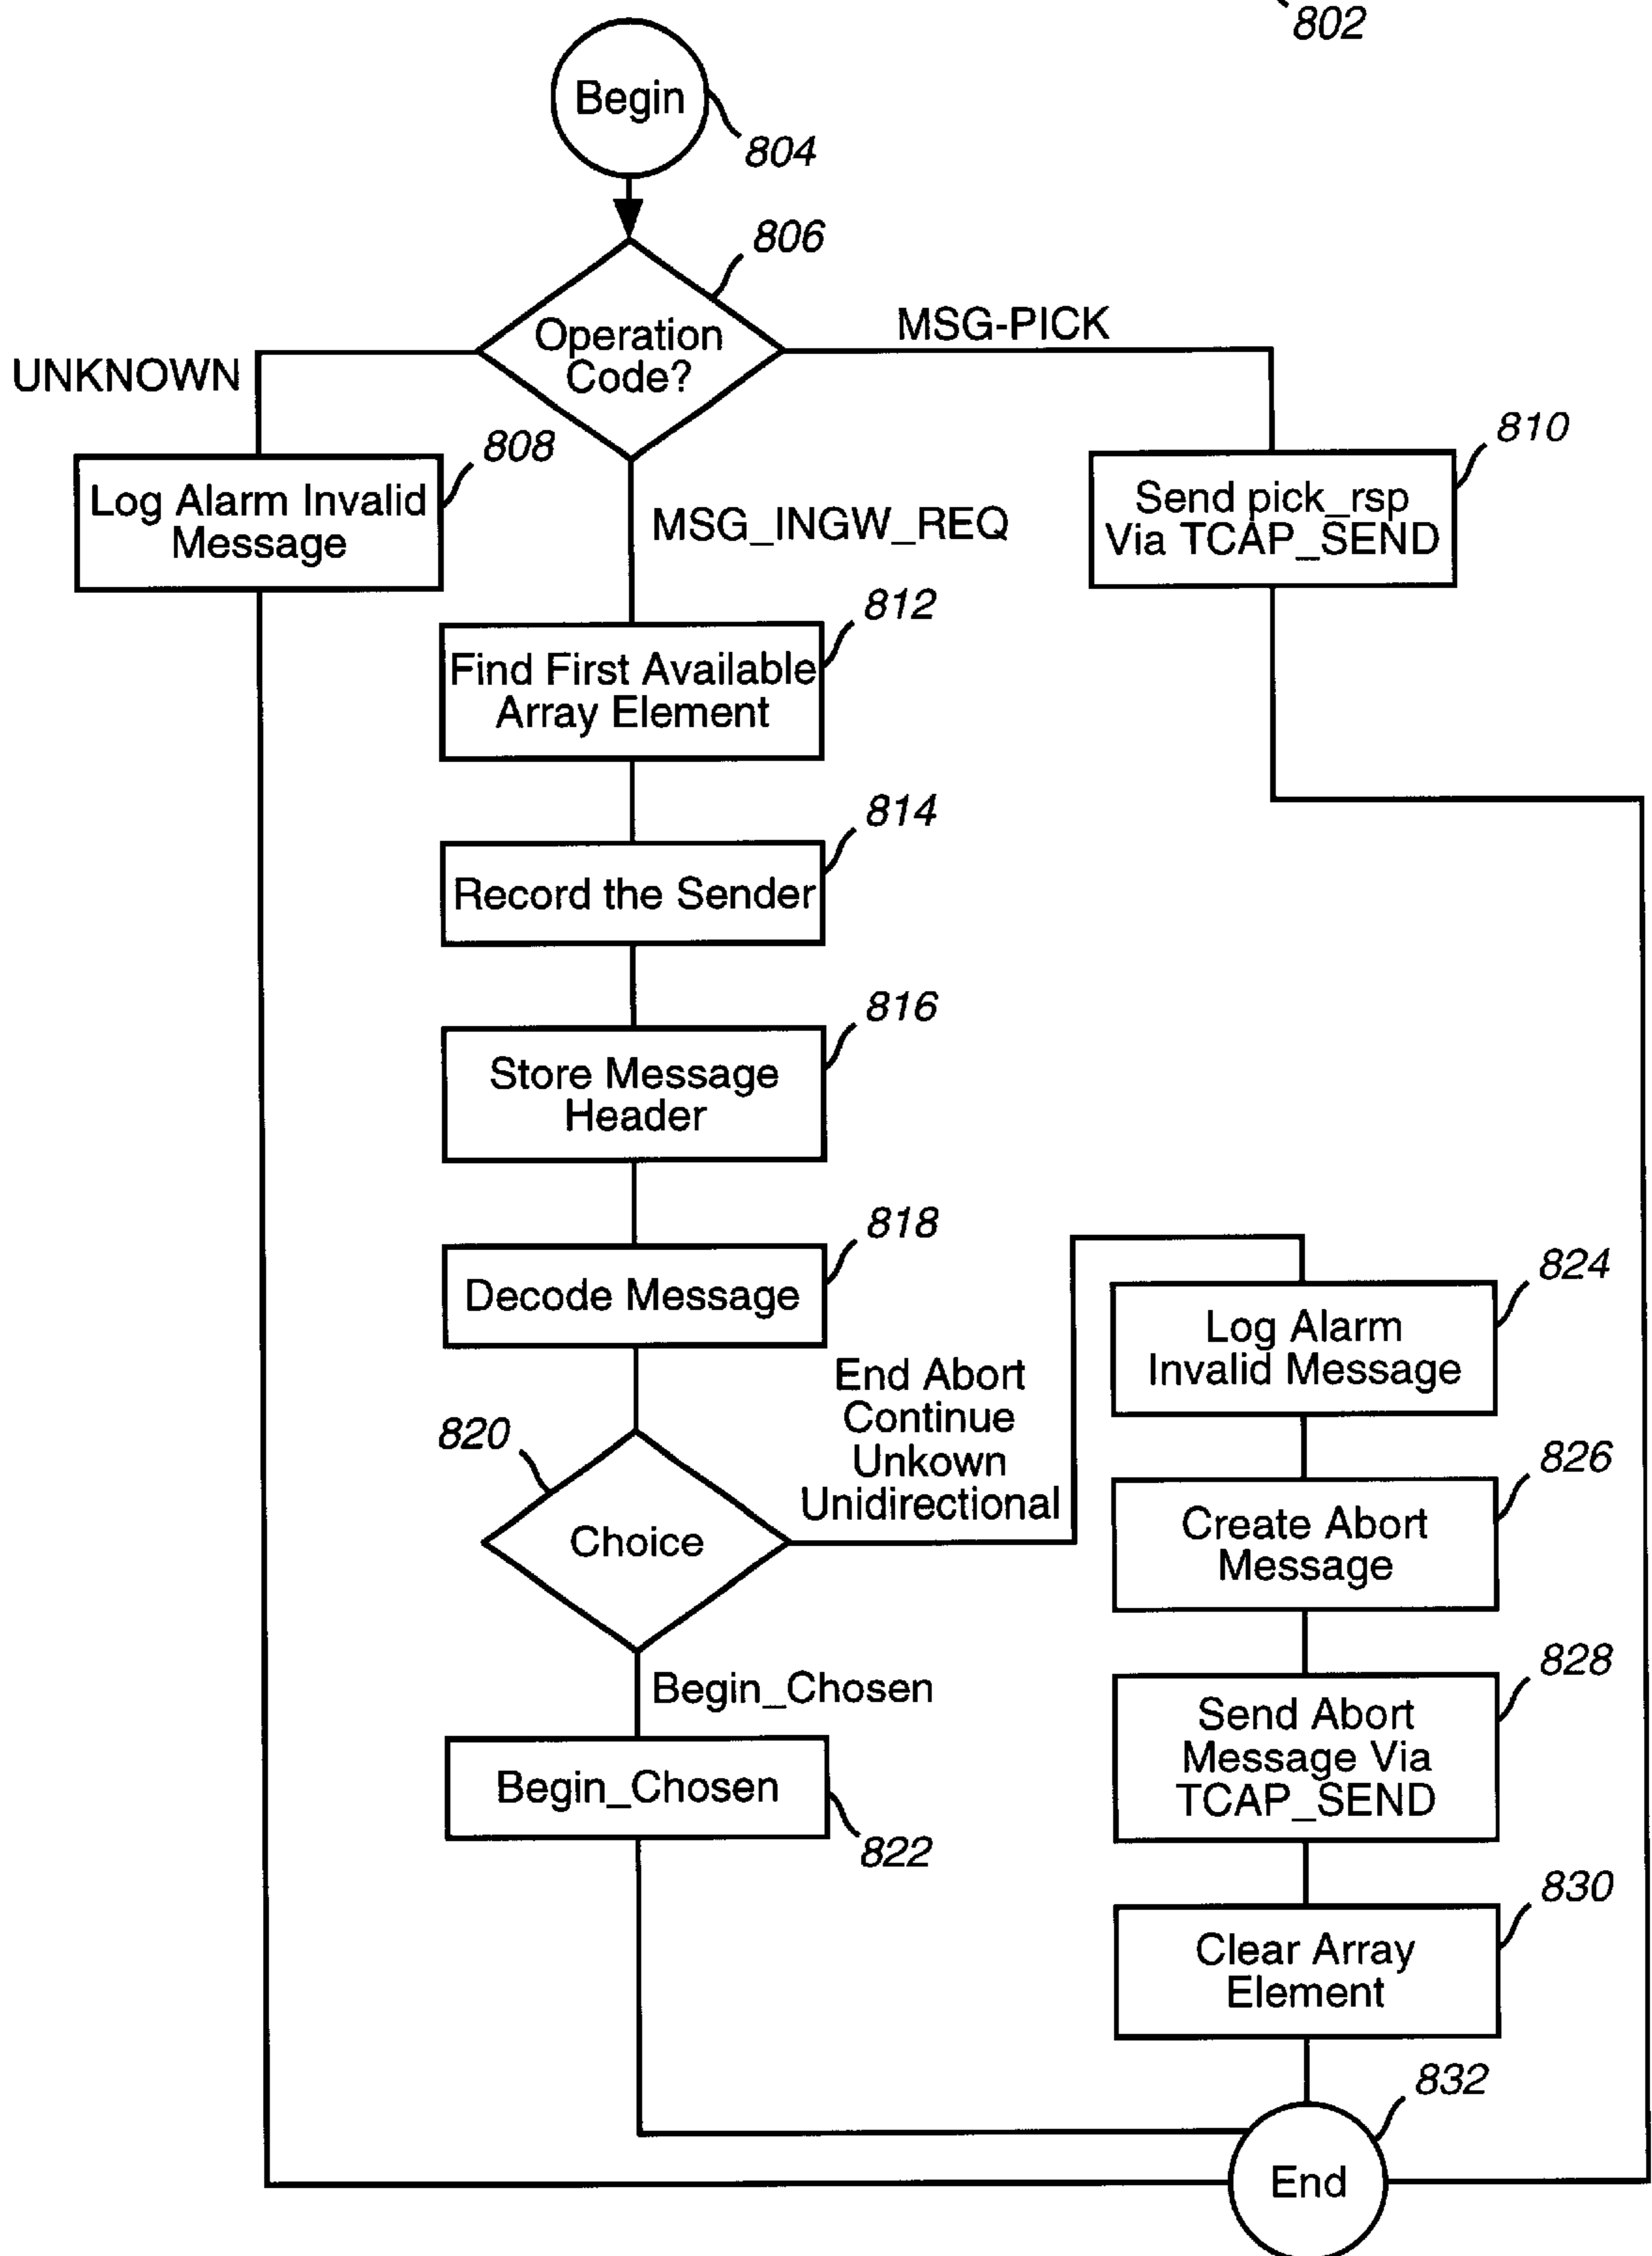 802
Begin
804
806
Operation
Code?
MSG-PICK
UNKNOWN
808
Log Alarm Invalid
Message
810
Send pick_rsp
Via TCAP_SEND
MSG_INGW_REQ
812
Find First Available
Array Element
814
Record the Sender
816
Store Message
Header
818
Decode Message
820
Choice
End Abort
Continue
Unkown
Unidirectional
824
Log Alarm
Invalid Message
826
Create Abort
Message
828
Send Abort
Message Via
TCAP_SEND
Begin_Chosen
Begin_Chosen
822
830
Clear Array
Element
832
End